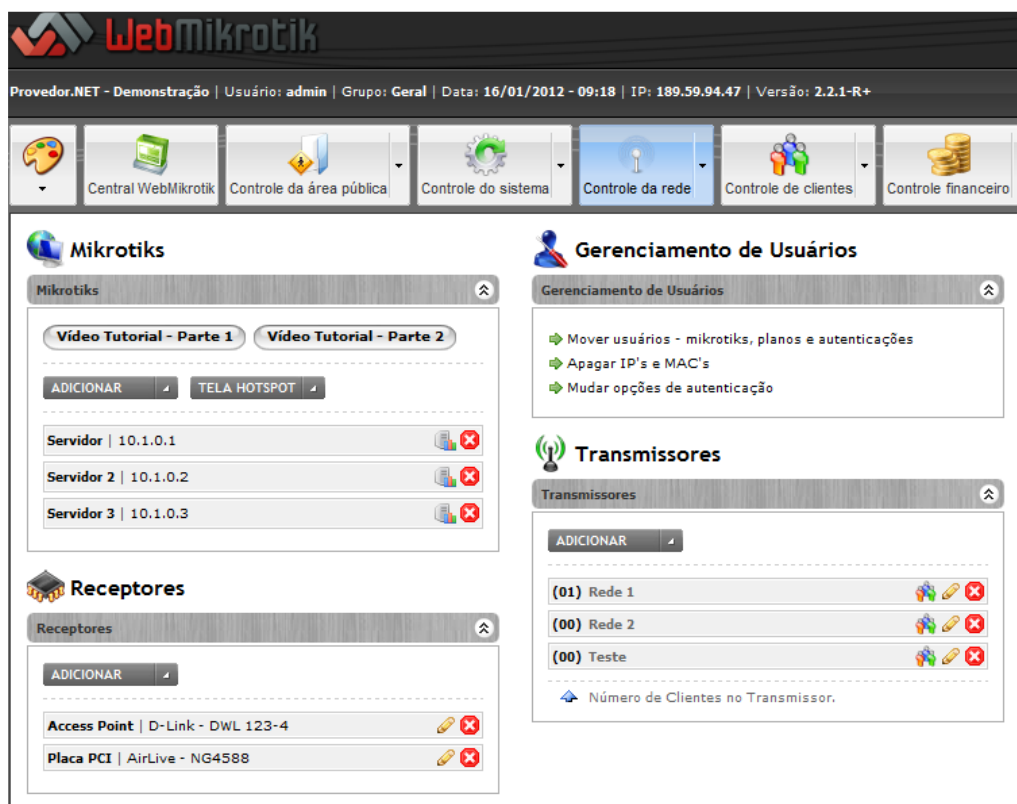 WebMikrotik
Provedor.NET - Demonstração | Usuário: admin | Grupo: Geral | Data: 16/01/2012 - 09:18 | IP: 189.59.94.47 | Versão: 2.2.1-R+
Central WebMikrotik
Controle da área pública
Controle do sistema
Controle da rede
Controle de clientes
Controle financeiro
Mikrotiks
Mikrotiks
Vídeo Tutorial - Parte 1
Vídeo Tutorial - Parte 2
ADICIONAR
TELA HOTSPOT
Servidor | 10.1.0.1
Servidor 2 | 10.1.0.2
Servidor 3 | 10.1.0.3
Receptores
Receptores
ADICIONAR
Access Point | D-Link - DWL 123-4
Placa PCI | AirLive - NG4588
Gerenciamento de Usuários
Gerenciamento de Usuários
Mover usuários - mikrotiks, planos e autenticações
Apagar IP's e MAC's
Mudar opções de autenticação
Transmissores
Transmissores
ADICIONAR
(01) Rede 1
(00) Rede 2
(00) Teste
Número de Clientes no Transmissor.